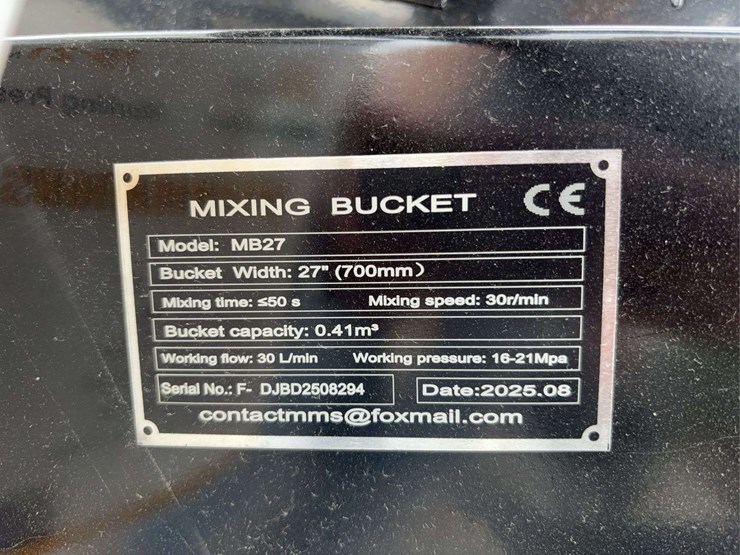 MIXING BUCKET CE
Model: MB27
Bucket Width: 27" (700mm）
Mixing time: ≤50 s Mixing speed: 30r/min
Bucket capacity: 0.41m³
Working flow: 30 L/min Working pressure: 16-21Mpa
Serial No.: F- DJBD2508294 Date:2025.08
contactmms@foxmail.com